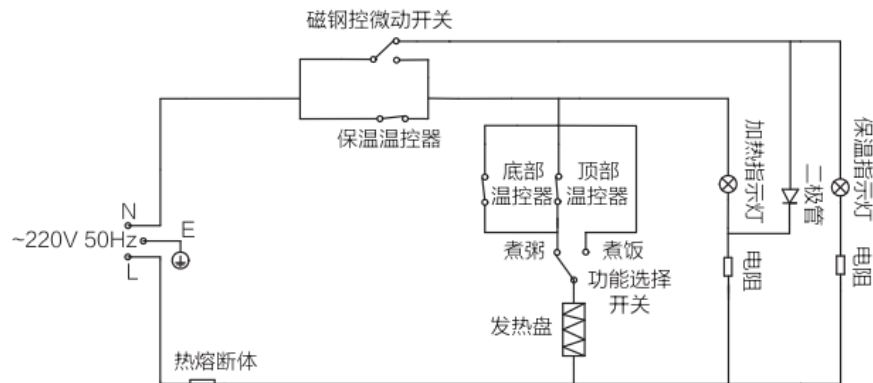 磁钢控微动开关
保温温控器
底部
温控器
顶部
温控器
加热指示灯
二极管
保温指示灯
N
~220V 50Hz
E
L
煮粥
煮饭
功能选择
开关
电阻
电阻
发热盘
热熔断体